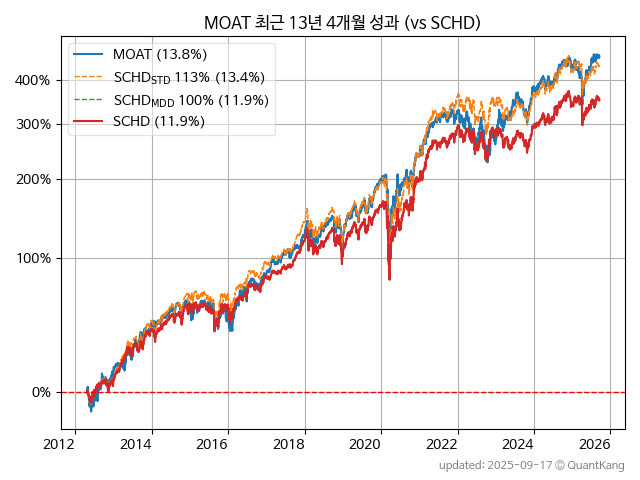 MOAT 최근 13년 4개월 성과 (vs SCHD)
MOAT (13.8%)
SCHD_STD 113% (13.4%)
SCHD_MDD 100% (11.9%)
SCHD (11.9%)
400%
300%
200%
100%
0%
2012 2014 2016 2018 2020 2022 2024 2026
updated: 2025-09-17 © QuantKang